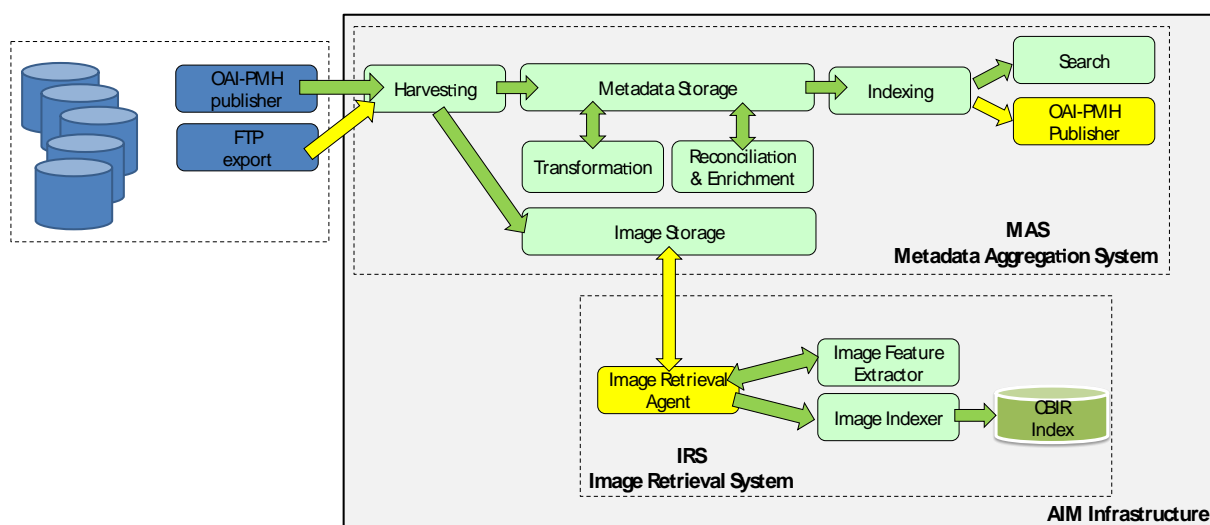 OAI-PMH
publisher
FTP
export
Harvesting
Metadata Storage
Indexing
Search
OAI-PMH
Publisher
Transformation
Reconciliation
& Enrichment
Image Storage
MAS
Metadata Aggregation System
Image Retrieval
Agent
Image Feature
Extractor
Image Indexer
CBIR
Index
IRS
Image Retrieval System
AIM Infrastructure